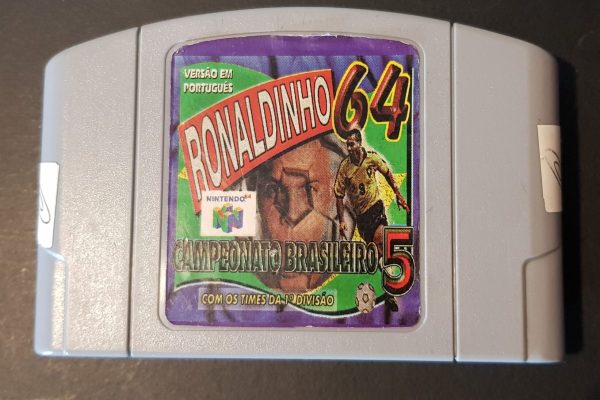 VERSÃO EM
PORTUGUÊS
RONALDINHO
64
NINTENDO 64
CAMPEONATO BRASILEIRO 5
COM OS TIMES DA 1ª DIVISÃO